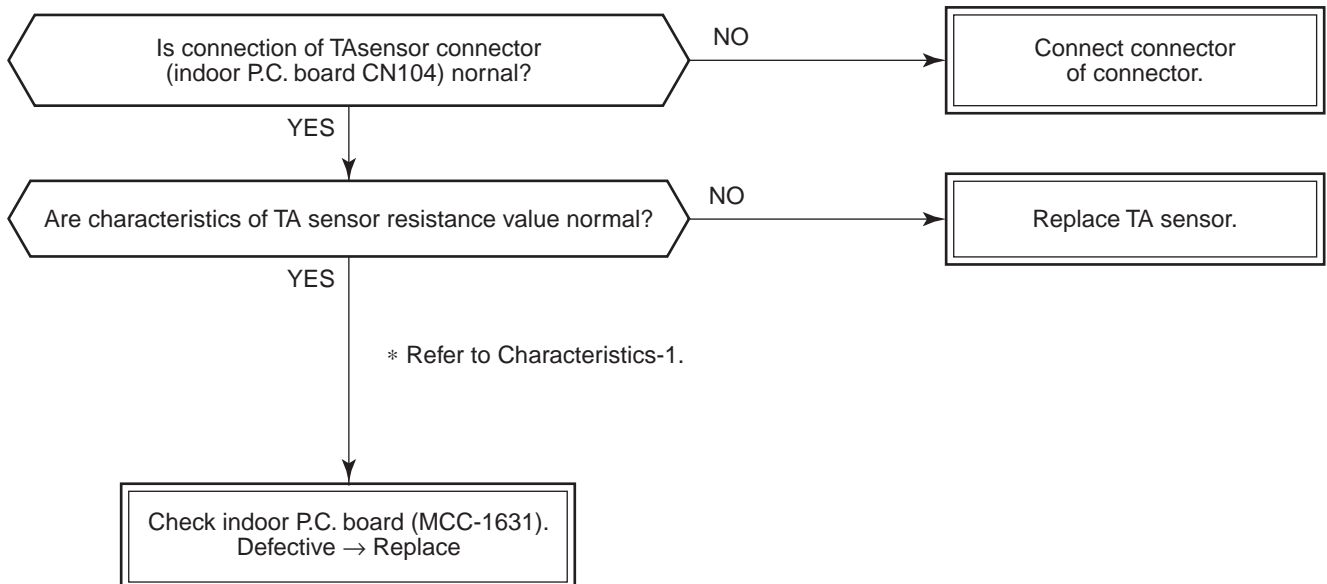 Is connection of TAsensor connector
(indoor P.C. board CN104) nornal?
NO
Connect connector
of connector.
YES
Are characteristics of TA sensor resistance value normal?
NO
Replace TA sensor.
YES
* Refer to Characteristics-1.
Check indoor P.C. board (MCC-1631).
Defective → Replace